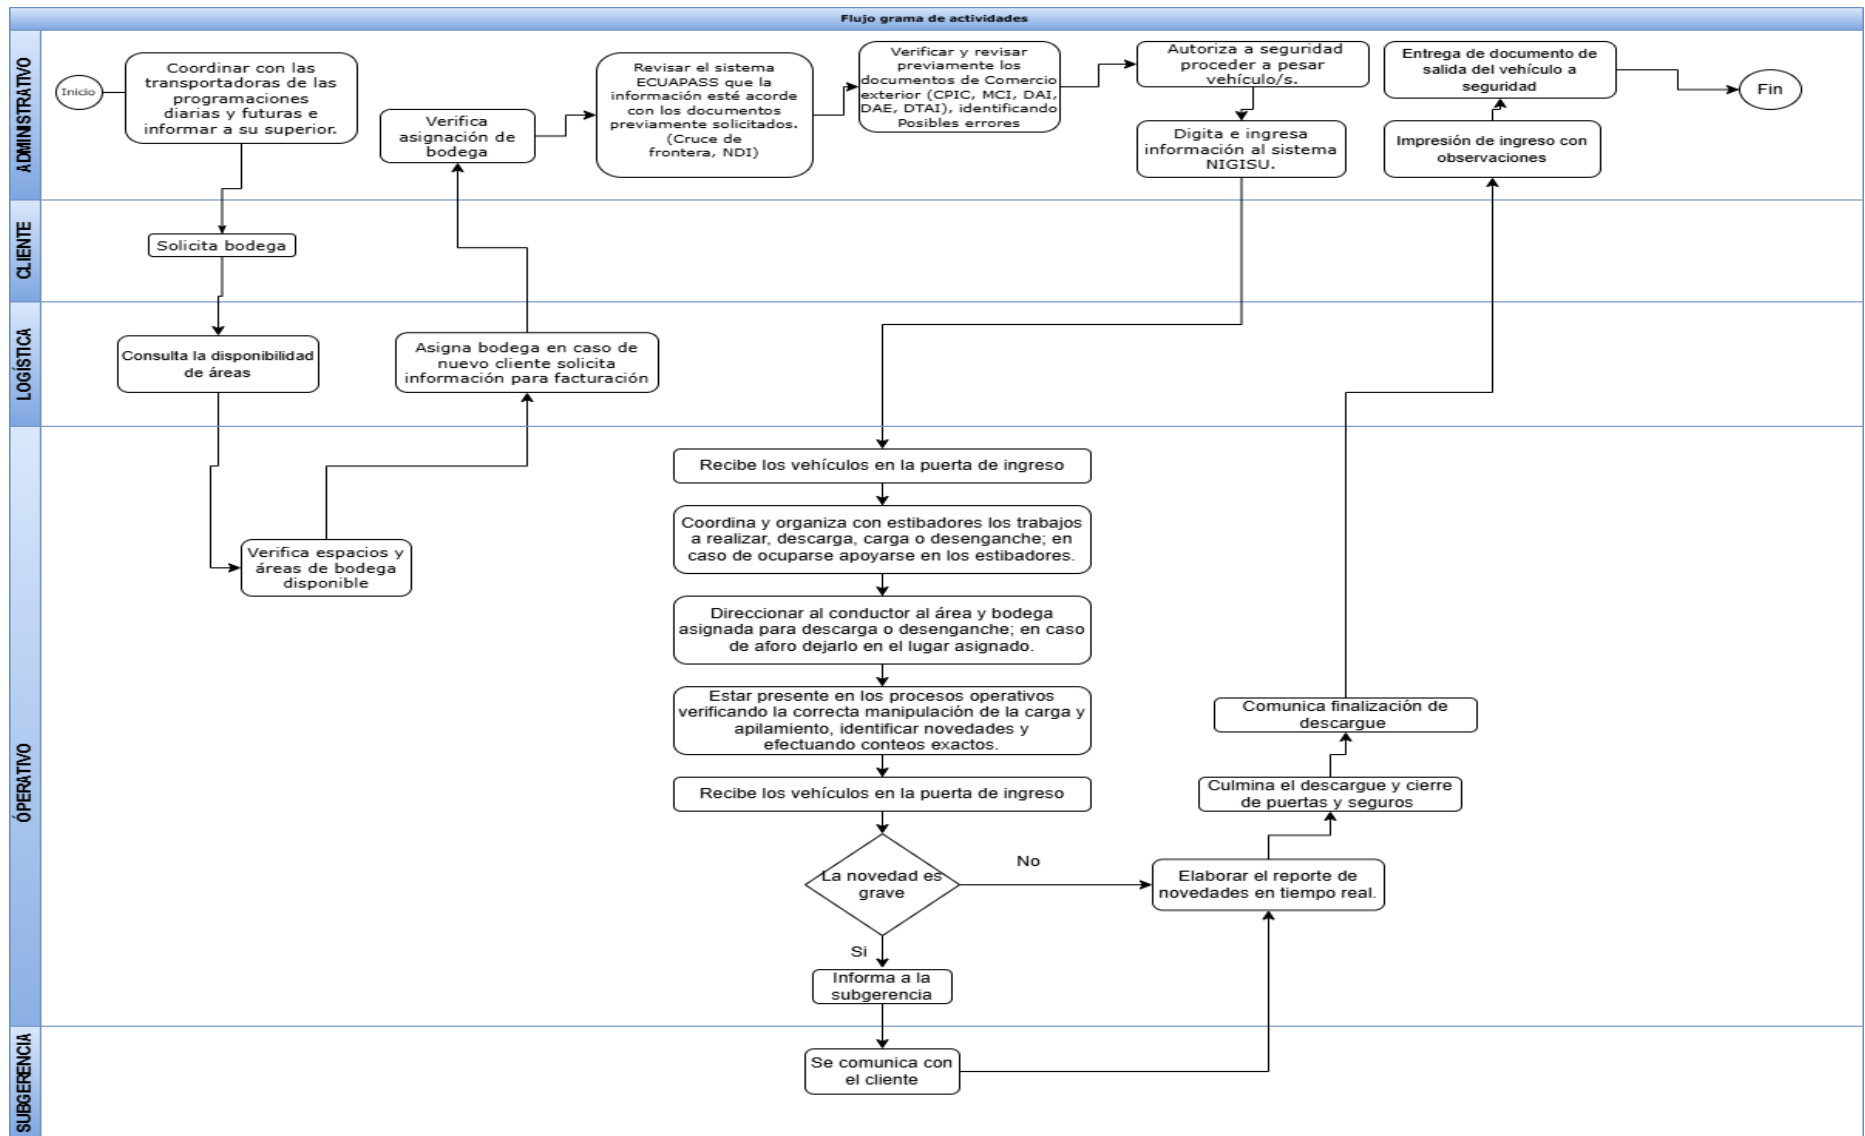 Flujo grama de actividades
ADMINISTRATIVO
Inicio
Coordinar con las
transportadoras de las
programaciones
diarias y futuras e
informar a su superior.
Verifica
asignación de
bodega
Revisar el sistema
ECUAPASS que la
información esté acorde
con los documentos
previamente solicitados.
(Cruce de
frontera, NDI)
Verificar y revisar
previamente los
documentos de Comercio
exterior (CPIC, MCI, DAI,
DAE, DTAI), identificando
Posibles errores
Autoriza a seguridad
proceder a pesar
vehículo/s.
Digita e ingresa
información al sistema
NIGISU.
Entrega de documento de
salida del vehículo a
seguridad
Impresión de ingreso con
observaciones
Fin
CLIENTE
Solicita bodega
LOGÍSTICA
Consulta la disponibilidad
de áreas
Asigna bodega en caso de
nuevo cliente solicita
información para facturación
ÓPERATIVO
Verifica espacios y
áreas de bodega
disponible
Recibe los vehículos en la puerta de ingreso
Coordina y organiza con estibadores los trabajos
a realizar, descarga, carga o desenganche; en
caso de ocuparse apoyarse en los estibadores.
Direccionar al conductor al área y bodega
asignada para descarga o desenganche; en caso
de aforo dejarlo en el lugar asignado.
Estar presente en los procesos operativos
verificando la correcta manipulación de la carga y
apilamiento, identificar novedades y
efectuando conteos exactos.
Recibe los vehículos en la puerta de ingreso
La novedad es
grave
No
Si
Informa a la
subgerencia
Elaborar el reporte de
novedades en tiempo real.
Culmina el descargue y cierre
de puertas y seguros
Comunica finalización de
descargue
SUBGERENCIA
Se comunica con
el cliente